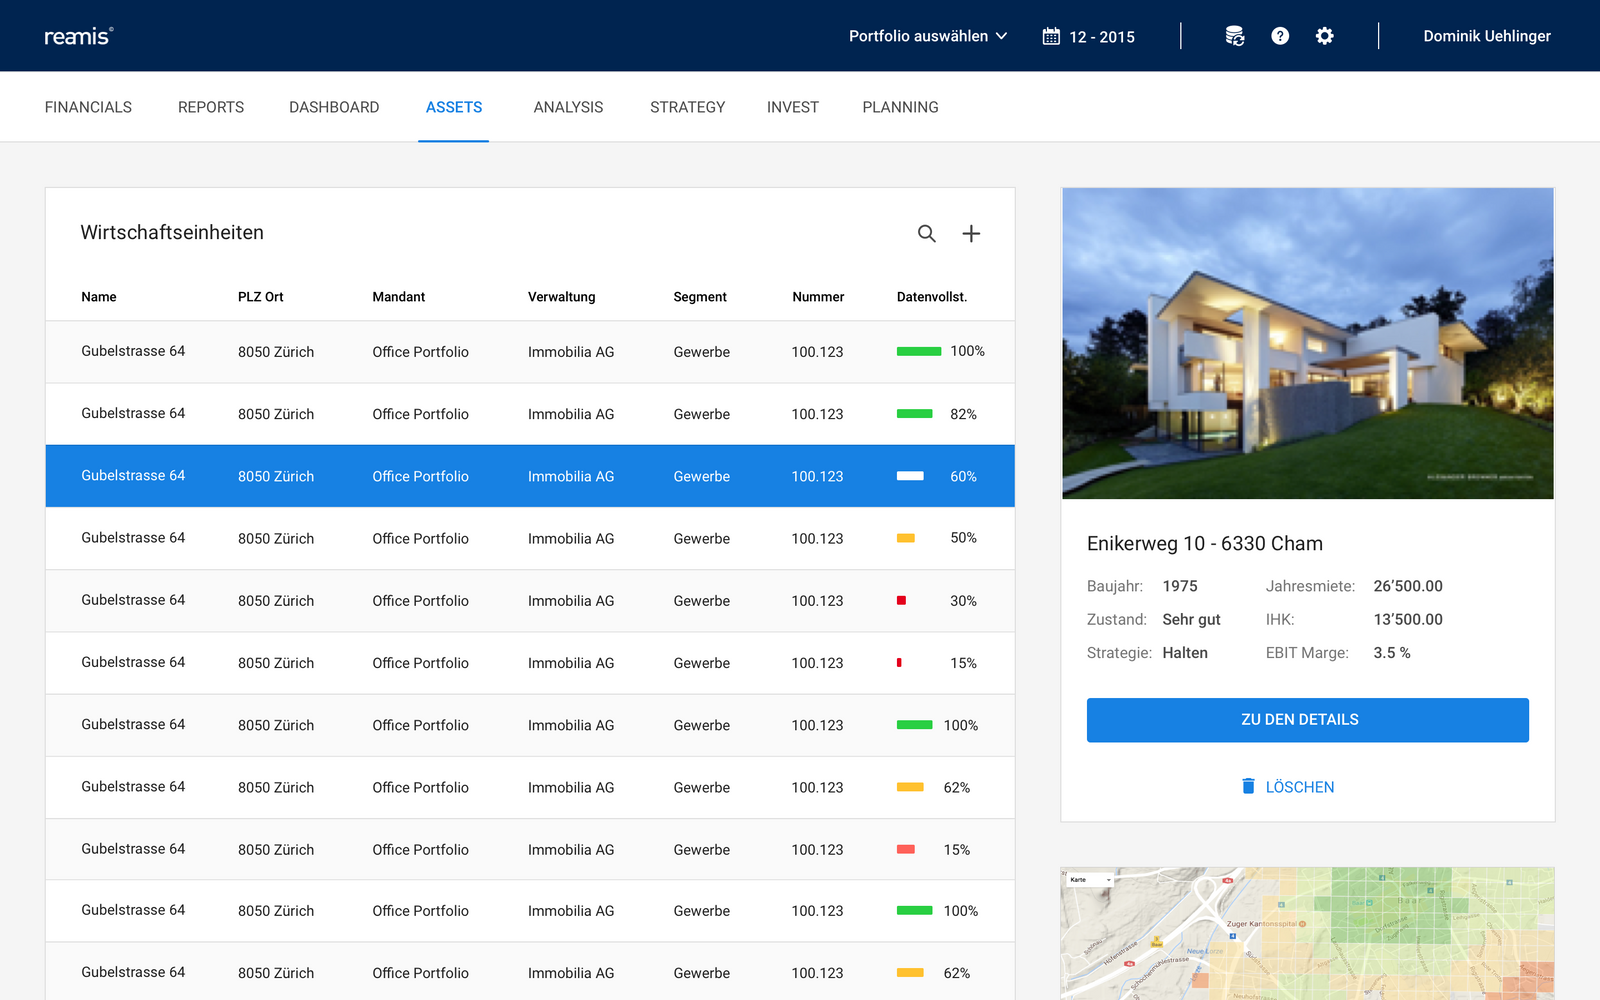 reamis©
Portfolio auswählen
12 - 2015
Dominik Uehlinger
FINANCIALS REPORTS DASHBOARD ASSETS ANALYSIS STRATEGY INVEST PLANNING
Wirtschaftseinheiten
Name PLZ Ort Mandant Verwaltung Segment Nummer Datenvollst.
Gubelstrasse 64 8050 Zürich Office Portfolio Immobilia AG Gewerbe 100.123 100%
Gubelstrasse 64 8050 Zürich Office Portfolio Immobilia AG Gewerbe 100.123 82%
Gubelstrasse 64 8050 Zürich Office Portfolio Immobilia AG Gewerbe 100.123 60%
Gubelstrasse 64 8050 Zürich Office Portfolio Immobilia AG Gewerbe 100.123 50%
Gubelstrasse 64 8050 Zürich Office Portfolio Immobilia AG Gewerbe 100.123 30%
Gubelstrasse 64 8050 Zürich Office Portfolio Immobilia AG Gewerbe 100.123 15%
Gubelstrasse 64 8050 Zürich Office Portfolio Immobilia AG Gewerbe 100.123 100%
Gubelstrasse 64 8050 Zürich Office Portfolio Immobilia AG Gewerbe 100.123 62%
Gubelstrasse 64 8050 Zürich Office Portfolio Immobilia AG Gewerbe 100.123 15%
Gubelstrasse 64 8050 Zürich Office Portfolio Immobilia AG Gewerbe 100.123 100%
Gubelstrasse 64 8050 Zürich Office Portfolio Immobilia AG Gewerbe 100.123 62%
Enikerweg 10 - 6330 Cham
Baujahr: 1975 Jahresmiete: 26’500.00
Zustand: Sehr gut IHK: 13’500.00
Strategie: Halten EBIT Marge: 3.5 %
ZU DEN DETAILS
LÖSCHEN
Karte
Zuger Kantonsspital
Neue Lorze
Baar